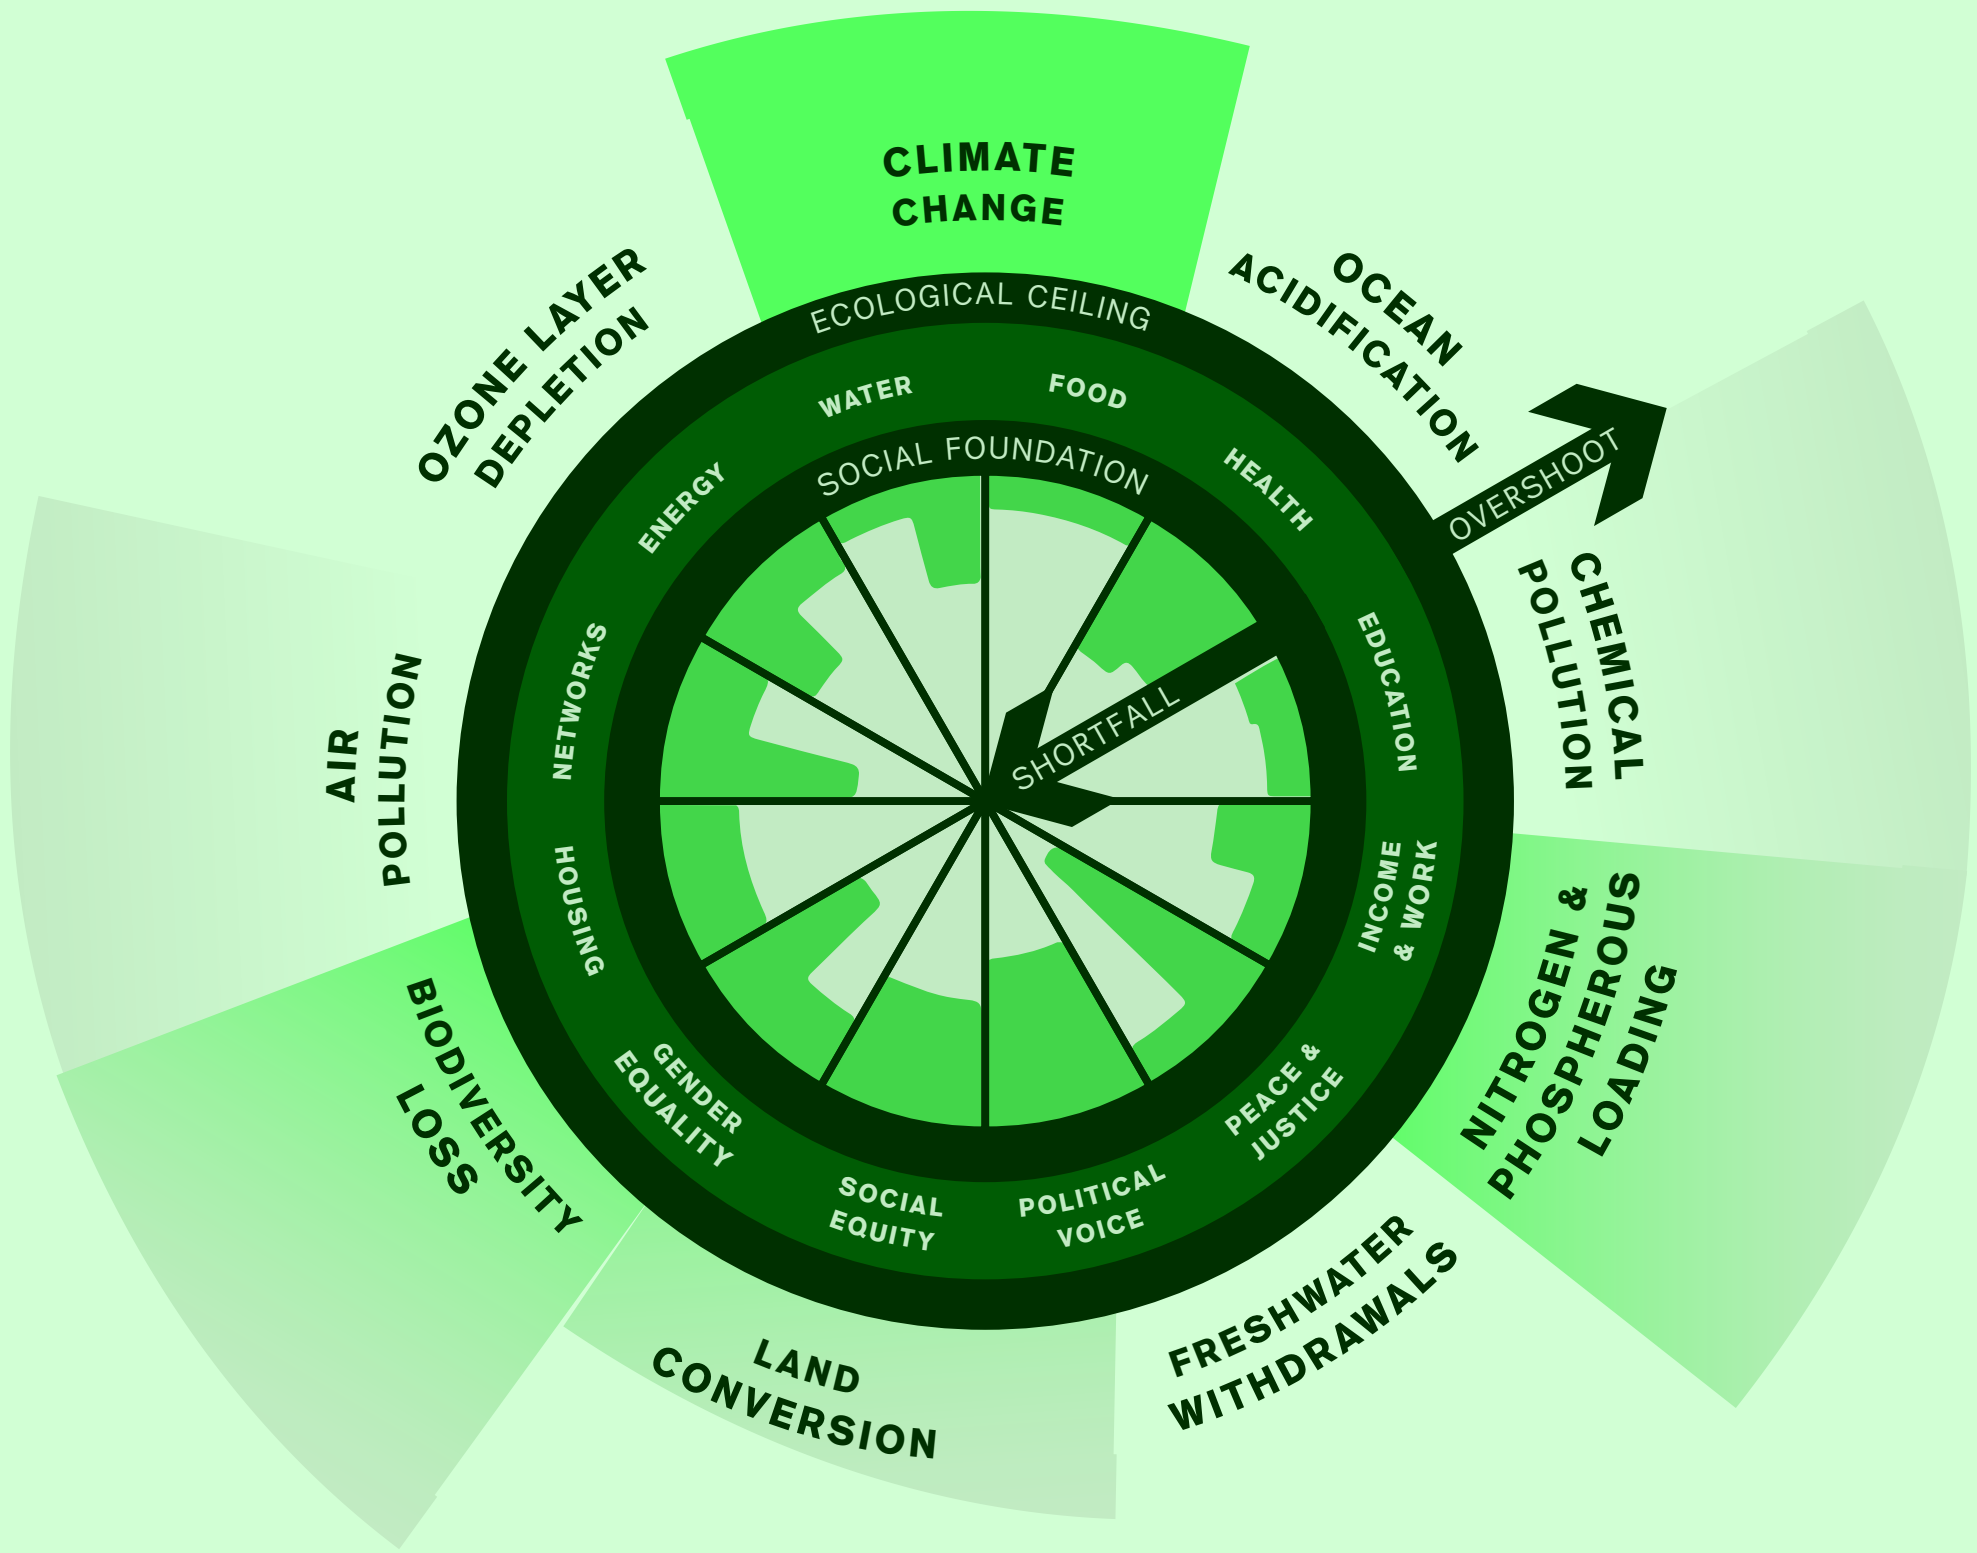 CLIMATE
CHANGE
OCEAN
ACIDIFICATION
OVERSHOOT
CHEMICAL
POLLUTION
NITROGEN &
PHOSPHEROUS
LOADING
FRESHWATER
WITHDRAWALS
LAND
CONVERSION
BIODIVERSITY
LOSS
AIR
POLLUTION
OZONE LAYER
DEPLETION
ECOLOGICAL CEILING
WATER
FOOD
HEALTH
EDUCATION
INCOME
& WORK
PEACE &
JUSTICE
POLITICAL
VOICE
SOCIAL
EQUITY
GENDER
EQUALITY
HOUSING
NETWORKS
ENERGY
SOCIAL FOUNDATION
SHORTFALL